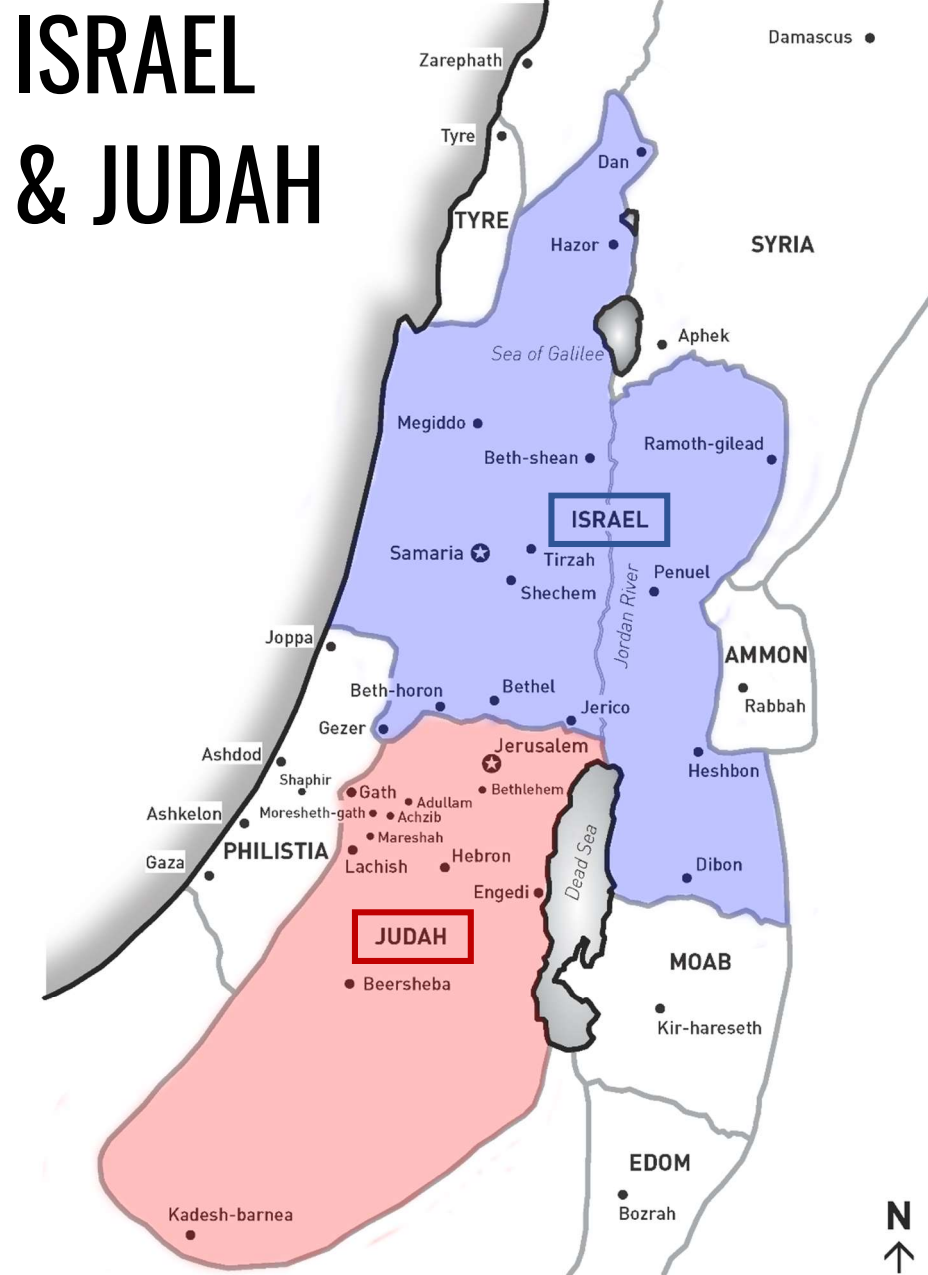 ISRAEL
& JUDAH
Damascus
Zarephath
Tyre
Dan
TYRE
Hazor
SYRIA
Aphek
Sea of Galilee
Megiddo
Ramoth-gilead
Beth-shean
ISRAEL
Samaria
Tirzah
Penuel
Shechem
Jordan River
Joppa
AMMON
Bethel
Beth-horon
Rabbah
Jerico
Gezer
Jerusalem
Ashdod
Heshbon
Shaphir
Bethlehem
Gath
Adullam
Moresheth-gath
Achzib
Ashkelon
Mareshah
PHILISTIA
Hebron
Gaza
Lachish
Dead Sea
Dibon
Engedi
JUDAH
MOAB
Beersheba
Kir-hareseth
EDOM
Bozrah
Kadesh-barnea
N